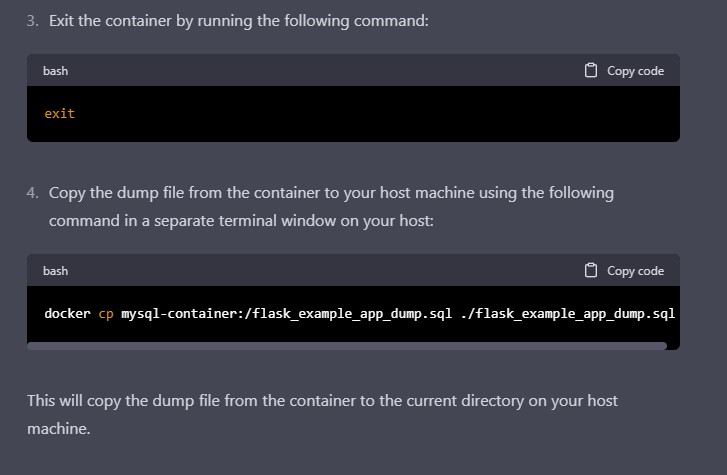 3. Exit the container by running the following command:
bash Copy code
exit
4. Copy the dump file from the container to your host machine using the following
command in a separate terminal window on your host:
bash Copy code
docker cp mysql-container:/flask_example_app_dump.sql ./flask_example_app_dump.sql
This will copy the dump file from the container to the current directory on your host
machine.